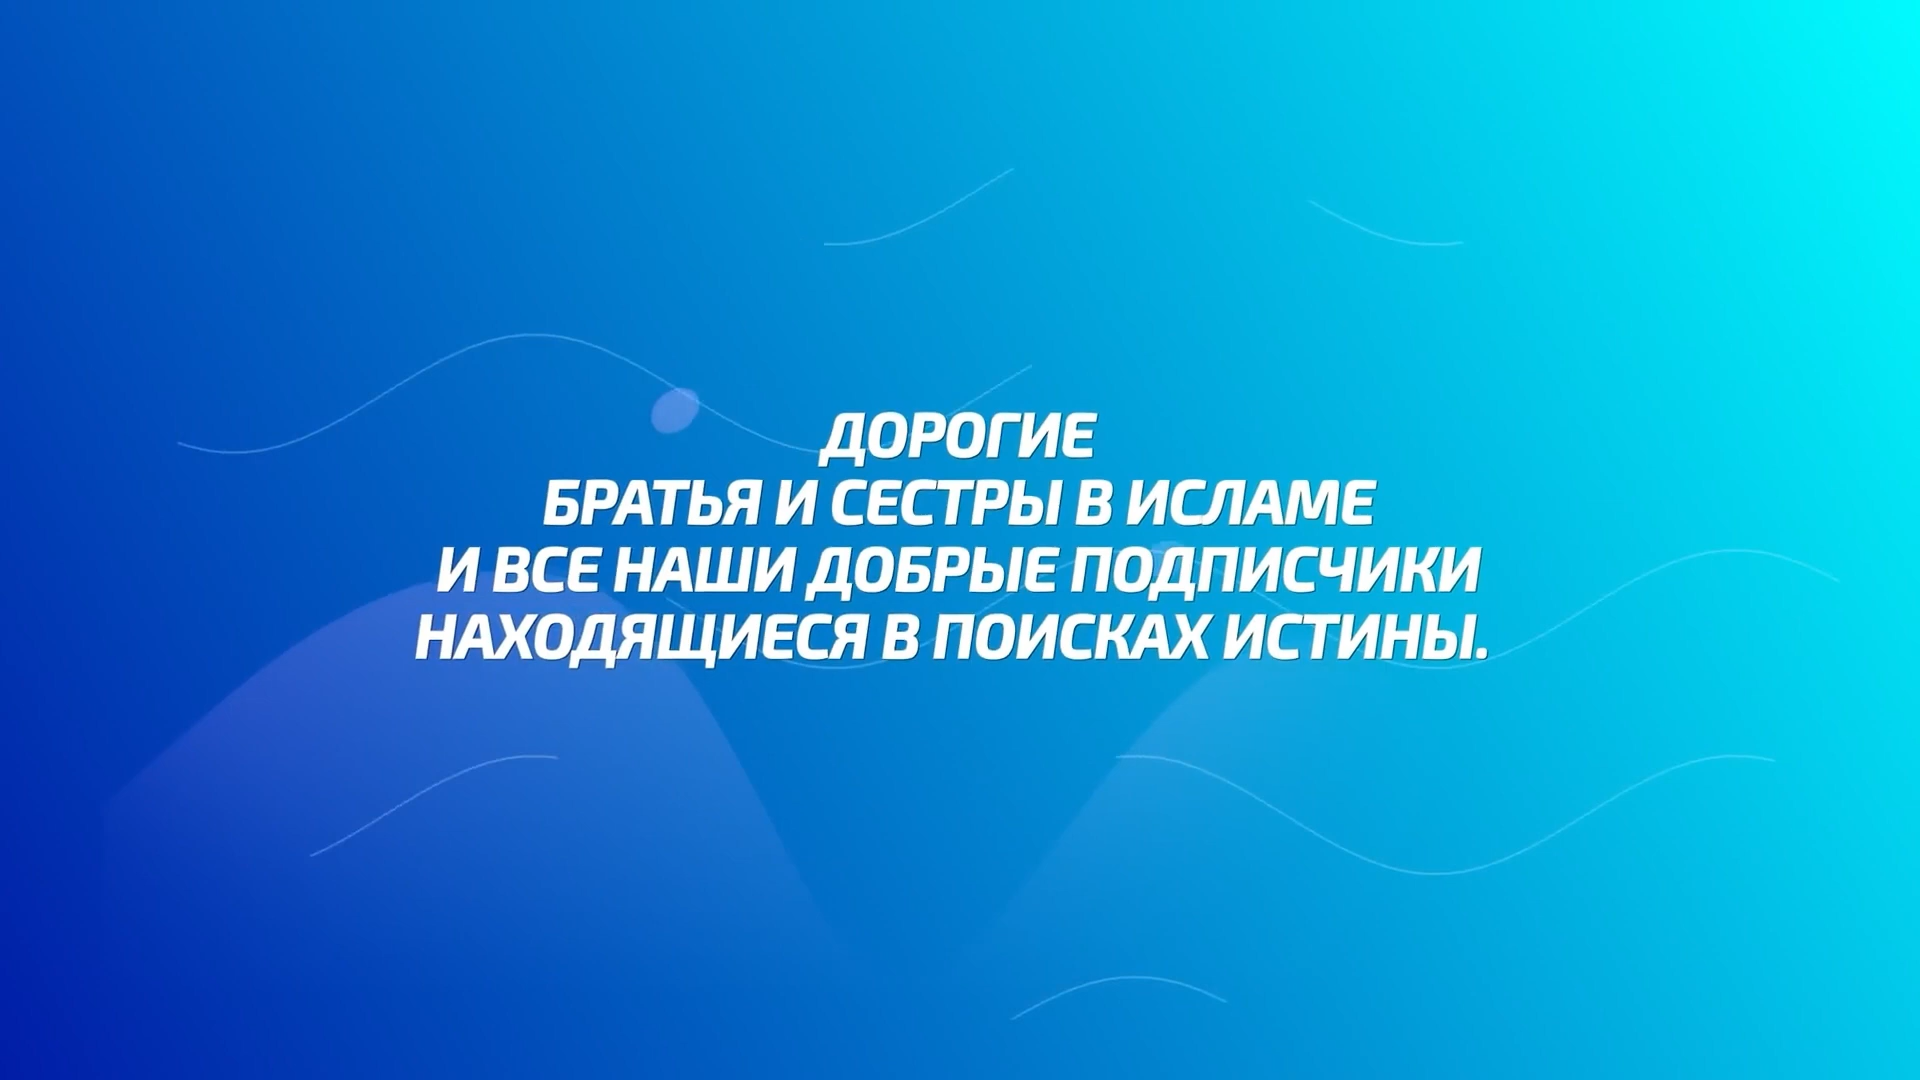 ДОРОГИЕ
БРАТЬЯ И СЕСТРЫ В ИСЛАМЕ
И ВСЕ НАШИ ДОБРЫЕ ПОДПИСЧИКИ
НАХОДЯЩИЕСЯ В ПОИСКАХ ИСТИНЫ.